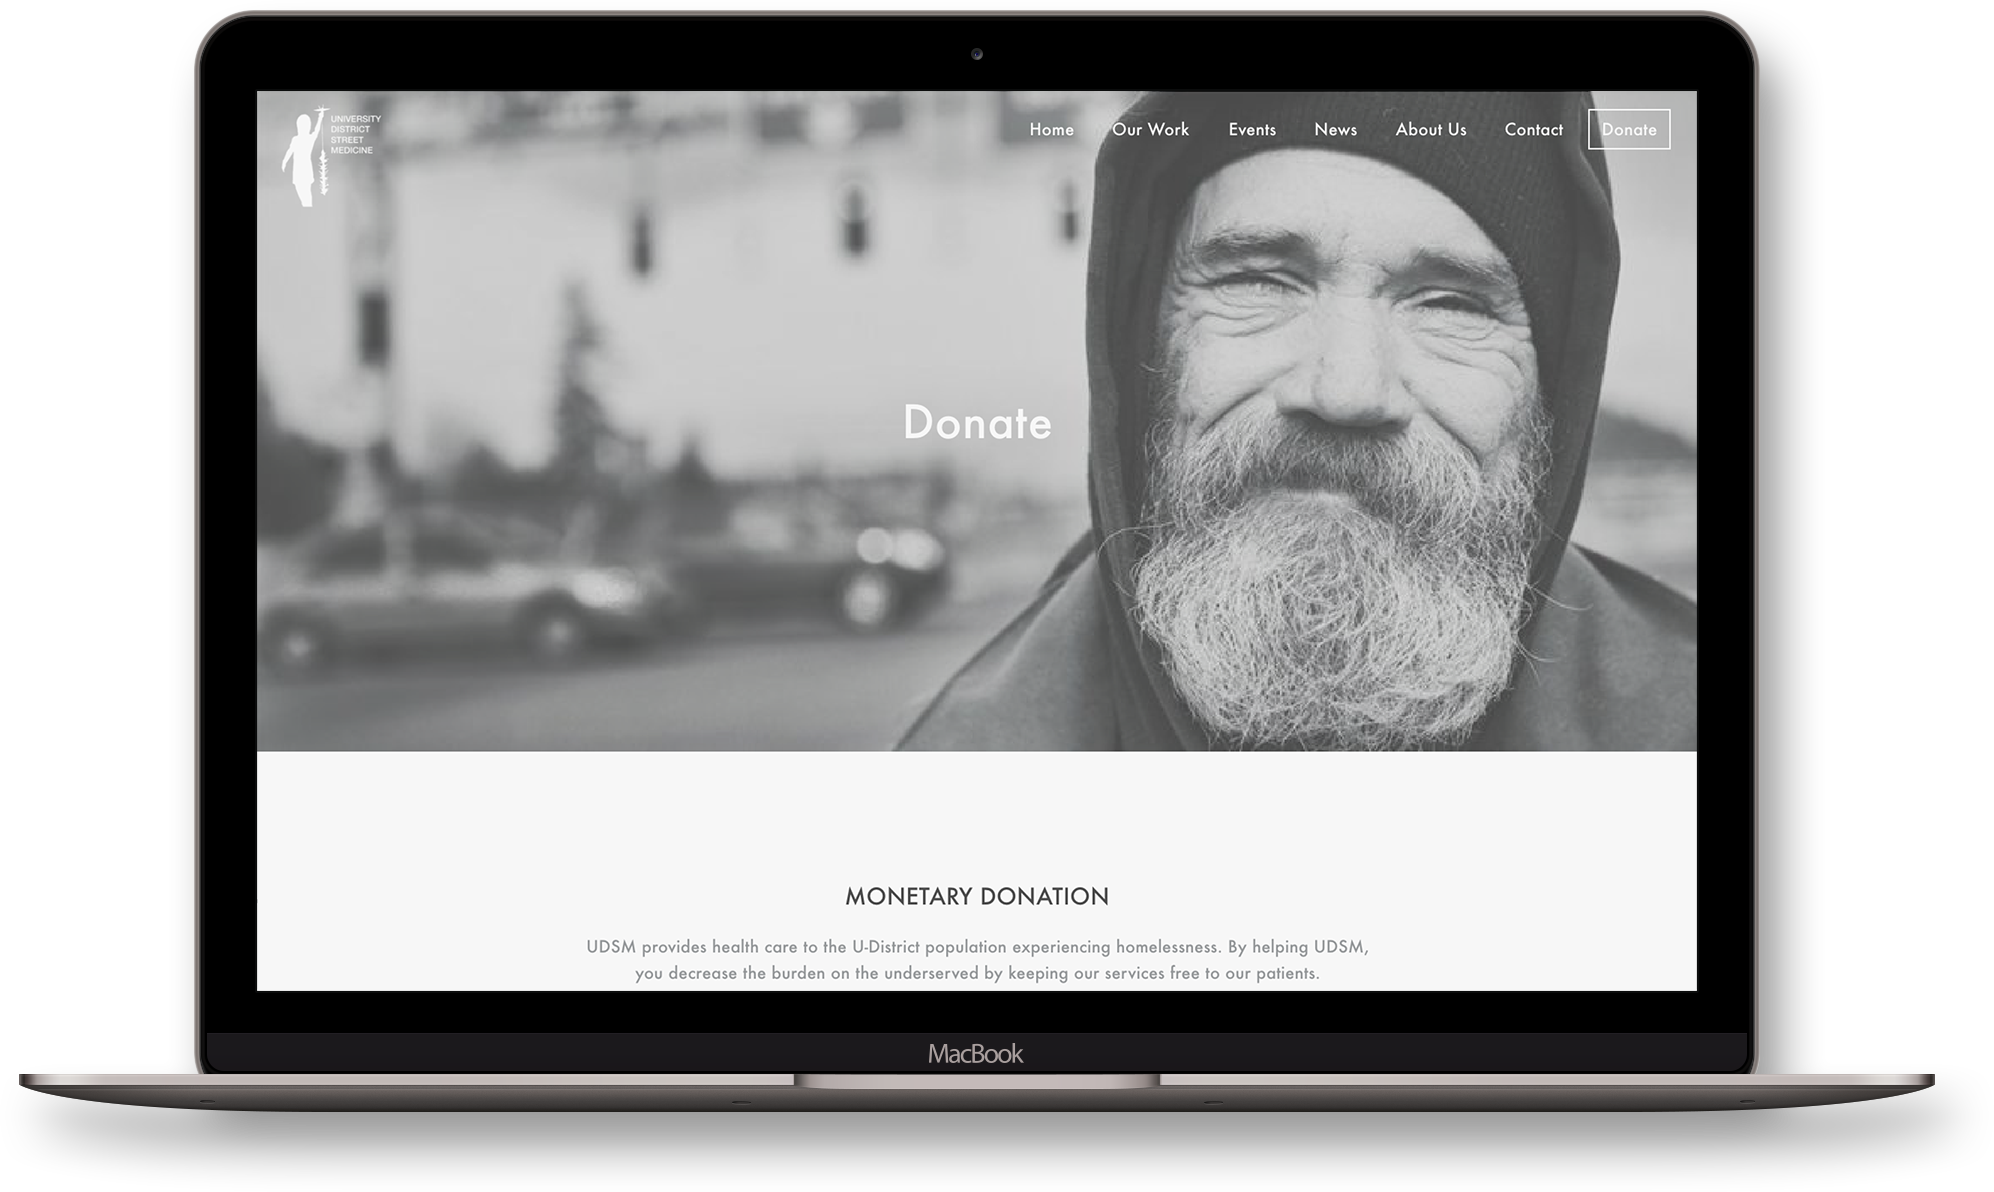 UNIVERSITY
DISTRICT
STREET
MEDICINE
Home Our Work Events News About Us Contact Donate
Donate
MONETARY DONATION
UDSM provides health care to the U-District population experiencing homelessness. By helping UDSM,
you decrease the burden on the underserved by keeping our services free to our patients.
MacBook